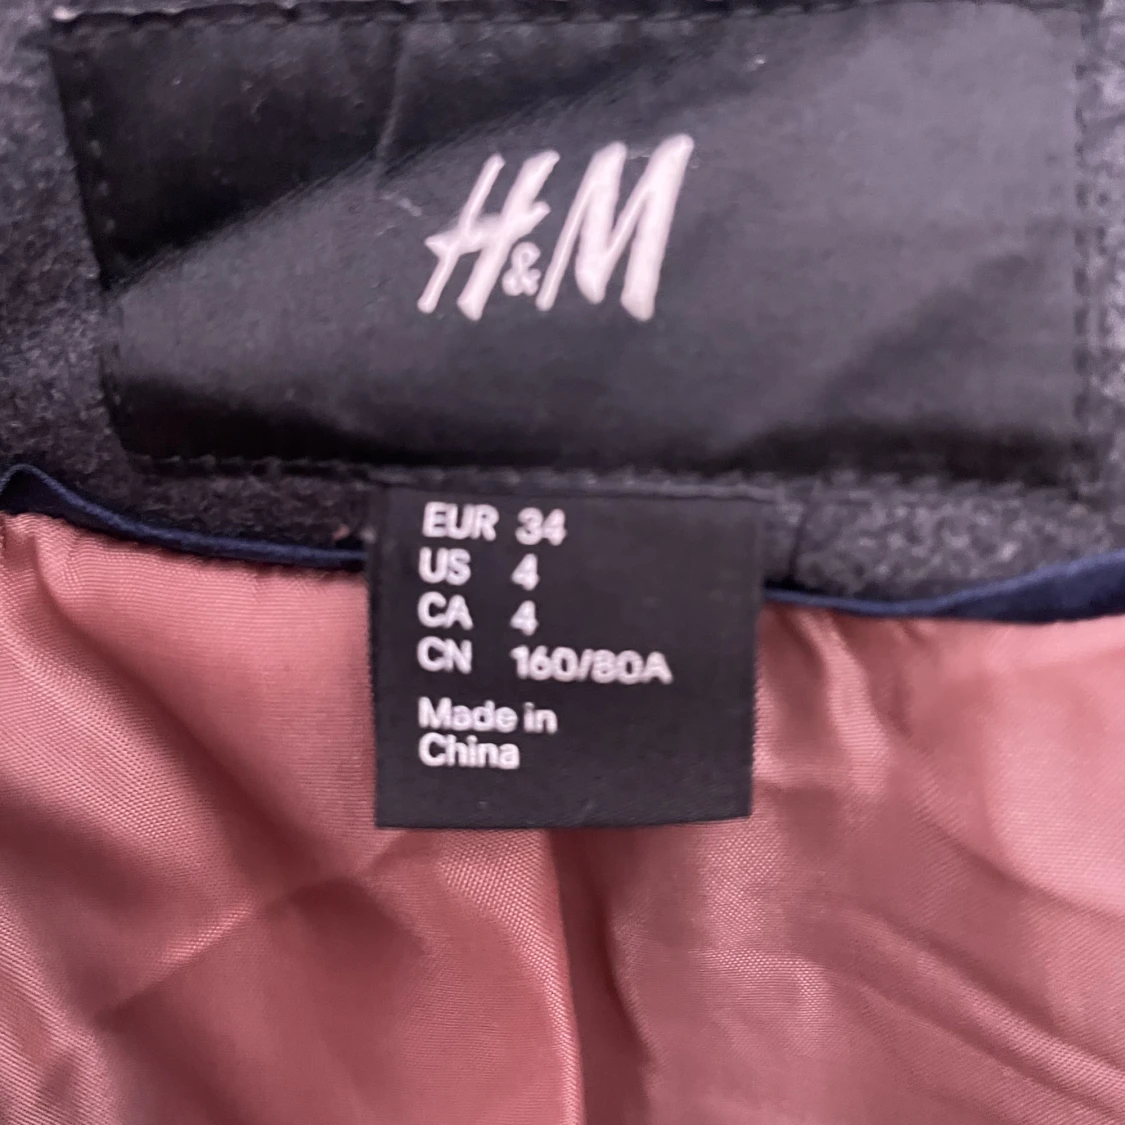 H&M
EUR 34
US 4
CA 4
CN 160/80A
Made in
China